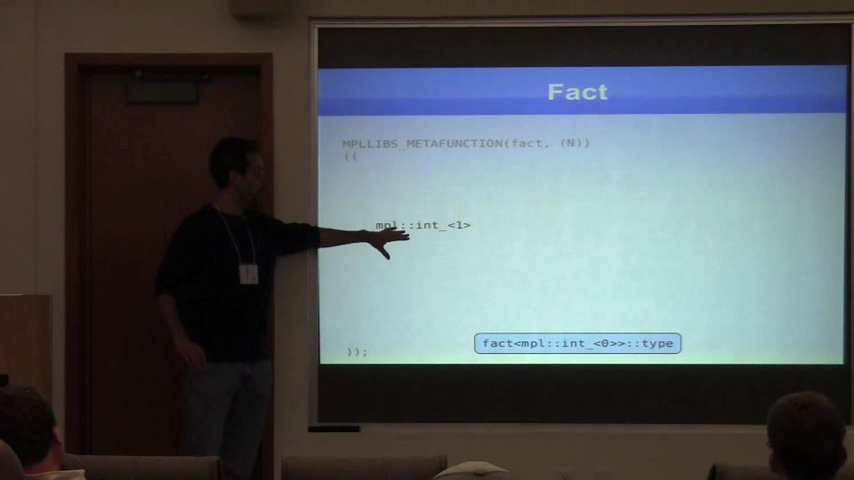 Fact
MPLLIBS_METAFUNCTION(fact, (N))
((
mpl::int_<1>
));
fact<mpl::int_<0>>::type